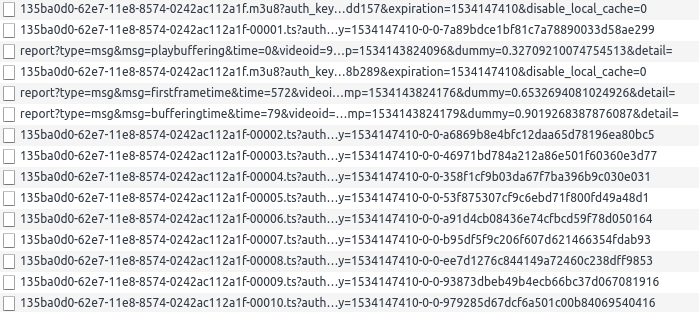 135ba0d0-62e7-11e8-8574-0242ac112a1f.m3u8?auth_key…dd157&expiration=1534147410&disable_local_cache=0
135ba0d0-62e7-11e8-8574-0242ac112a1f-00001.ts?auth…y=1534147410-0-0-7a89bdce1bf81c7a78890033d58ae299
report?type=msg&msg=playbuffering&time=0&videoid=9…p=1534143824096&dummy=0.32709210074754513&detail=
135ba0d0-62e7-11e8-8574-0242ac112a1f.m3u8?auth_key…8b289&expiration=1534147410&disable_local_cache=0
report?type=msg&msg=firstframetime&time=572&videoi…mp=1534143824176&dummy=0.6532694081024926&detail=
report?type=msg&msg=bufferingtime&time=79&videoid=…mp=1534143824179&dummy=0.9019268387876087&detail=
135ba0d0-62e7-11e8-8574-0242ac112a1f-00002.ts?auth…y=1534147410-0-0-a6869b8e4bfc12daa65d78196ea80bc5
135ba0d0-62e7-11e8-8574-0242ac112a1f-00003.ts?auth…y=1534147410-0-0-46971bd784a212a86e501f60360e3d77
135ba0d0-62e7-11e8-8574-0242ac112a1f-00004.ts?auth…y=1534147410-0-0-358f1cf9b03da67f7ba396b9c030e031
135ba0d0-62e7-11e8-8574-0242ac112a1f-00005.ts?auth…y=1534147410-0-0-53f875307cf9c6ebd71f800fd49a48d1
135ba0d0-62e7-11e8-8574-0242ac112a1f-00006.ts?auth…y=1534147410-0-0-a91d4cb08436e74cfbcd59f78d050164
135ba0d0-62e7-11e8-8574-0242ac112a1f-00007.ts?auth…y=1534147410-0-0-b95df5f9c206f607d621466354fdab93
135ba0d0-62e7-11e8-8574-0242ac112a1f-00008.ts?auth…y=1534147410-0-0-ee7d1276c844149a72460c238dff9853
135ba0d0-62e7-11e8-8574-0242ac112a1f-00009.ts?auth…y=1534147410-0-0-93873dbeb49b4ecb66bc37d067081916
135ba0d0-62e7-11e8-8574-0242ac112a1f-00010.ts?auth…y=1534147410-0-0-979285d67dcf6a501c00b84069540416